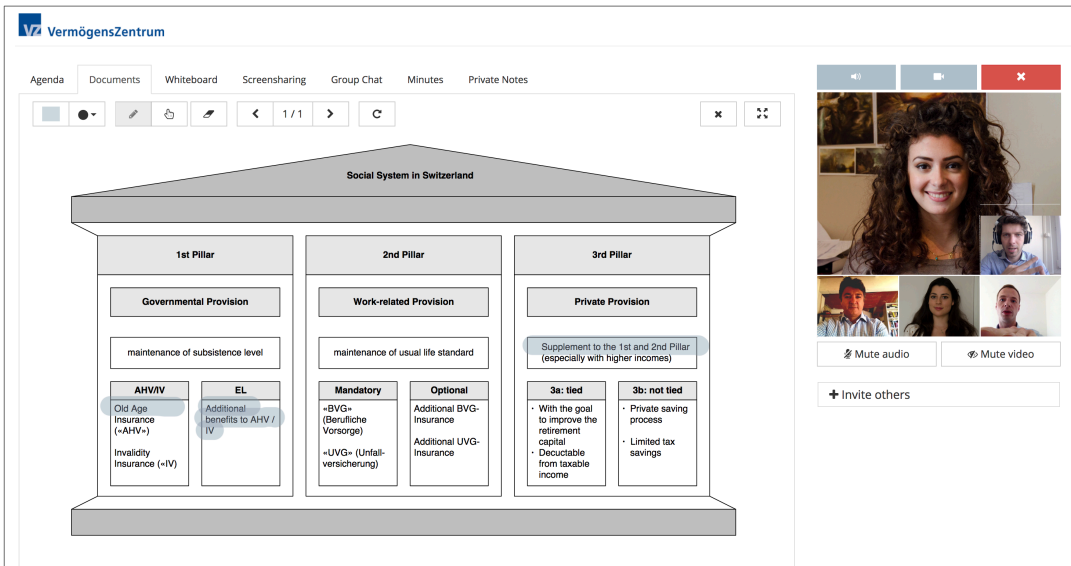 VZ VermögensZentrum
Agenda Documents Whiteboard Screensharing Group Chat Minutes Private Notes
1 / 1
Social System in Switzerland
1st Pillar
Governmental Provision
maintenance of subsistence level
AHV/IV
Old Age
Insurance
(«AHV»)
Invalidity
Insurance («IV)
EL
Additional
benefits to AHV /
IV
2nd Pillar
Work-related Provision
maintenance of usual life standard
Mandatory
«BVG»
(Berufliche
Vorsorge)
«UVG» (Unfall-
versicherung)
Optional
Additional BVG-
Insurance
Additional UVG-
Insurance
3rd Pillar
Private Provision
Supplement to the 1st and 2nd Pillar
(especially with higher incomes)
3a: tied
· With the goal
to improve the
retirement
capital
· Decuctable
from taxable
income
3b: not tied
· Private saving
process
· Limited tax
savings
Mute audio
Mute video
Invite others